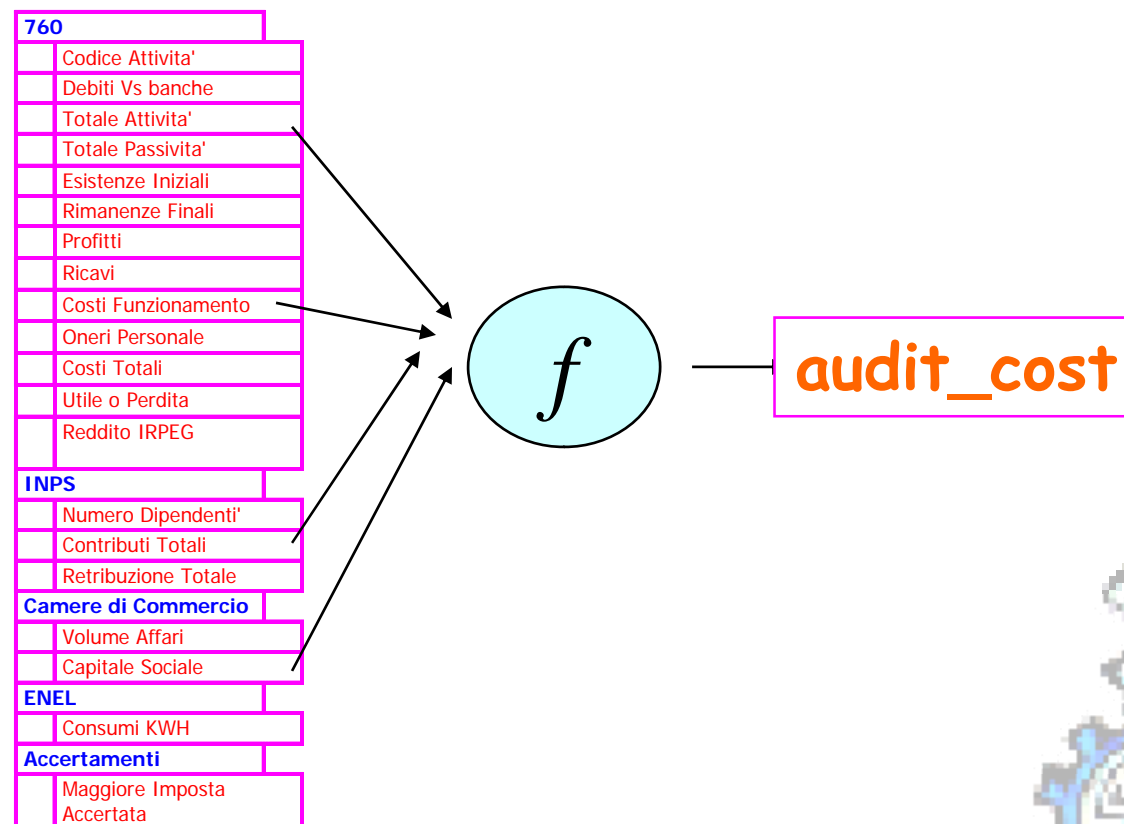 760
Codice Attivita'
Debiti Vs banche
Totale Attivita'
Totale Passivita'
Esistenze Iniziali
Rimanenze Finali
Profitti
Ricavi
Costi Funzionamento
Oneri Personale
Costi Totali
Utile o Perdita
Reddito IRPEG
INPS
Numero Dipendenti'
Contributi Totali
Retribuzione Totale
Camere di Commercio
Volume Affari
Capitale Sociale
ENEL
Consumi KWH
Accertamenti
Maggiore Imposta
Accertata
f
audit_cost